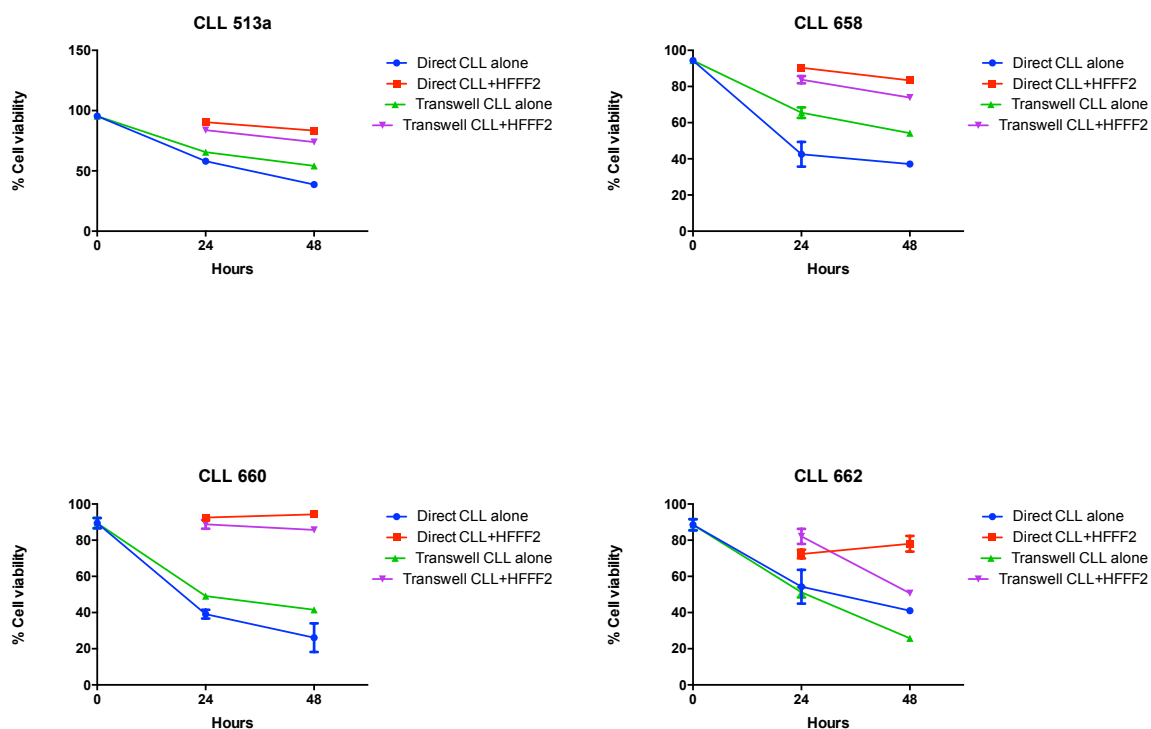 CLL 513a
150
100
50
0
% Cell viability
0 24 48
Hours
Direct CLL alone
Direct CLL+HFFF2
Transwell CLL alone
Transwell CLL+HFFF2
CLL 658
100
80
60
40
20
0
% Cell viability
0 24 48
Hours
Direct CLL alone
Direct CLL+HFFF2
Transwell CLL alone
Transwell CLL+HFFF2
CLL 660
100
80
60
40
20
0
% Cell viability
0 24 48
Hours
Direct CLL alone
Direct CLL+HFFF2
Transwell CLL alone
Transwell CLL+HFFF2
CLL 662
100
80
60
40
20
0
% Cell viability
0 24 48
Hours
Direct CLL alone
Direct CLL+HFFF2
Transwell CLL alone
Transwell CLL+HFFF2